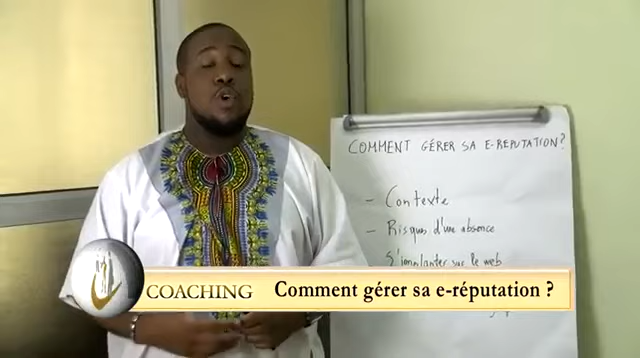 COMMENT GÉRER SA E-RÉPUTATION?
- Contexte
- Risques d'une absence
- S'implanter sur le web
COACHING Comment gérer sa e-réputation ?